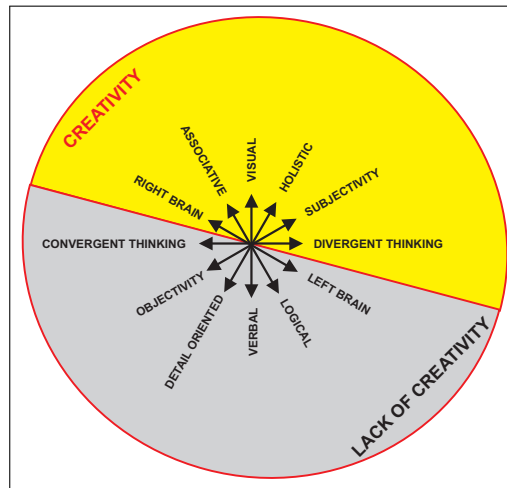 CREATIVITY
ASSOCIATIVE
VISUAL
HOLISTIC
RIGHT BRAIN
SUBJECTIVITY
CONVERGENT THINKING
DIVERGENT THINKING
OBJECTIVITY
LEFT BRAIN
DETAIL ORIENTED
VERBAL
LOGICAL
LACK OF CREATIVITY